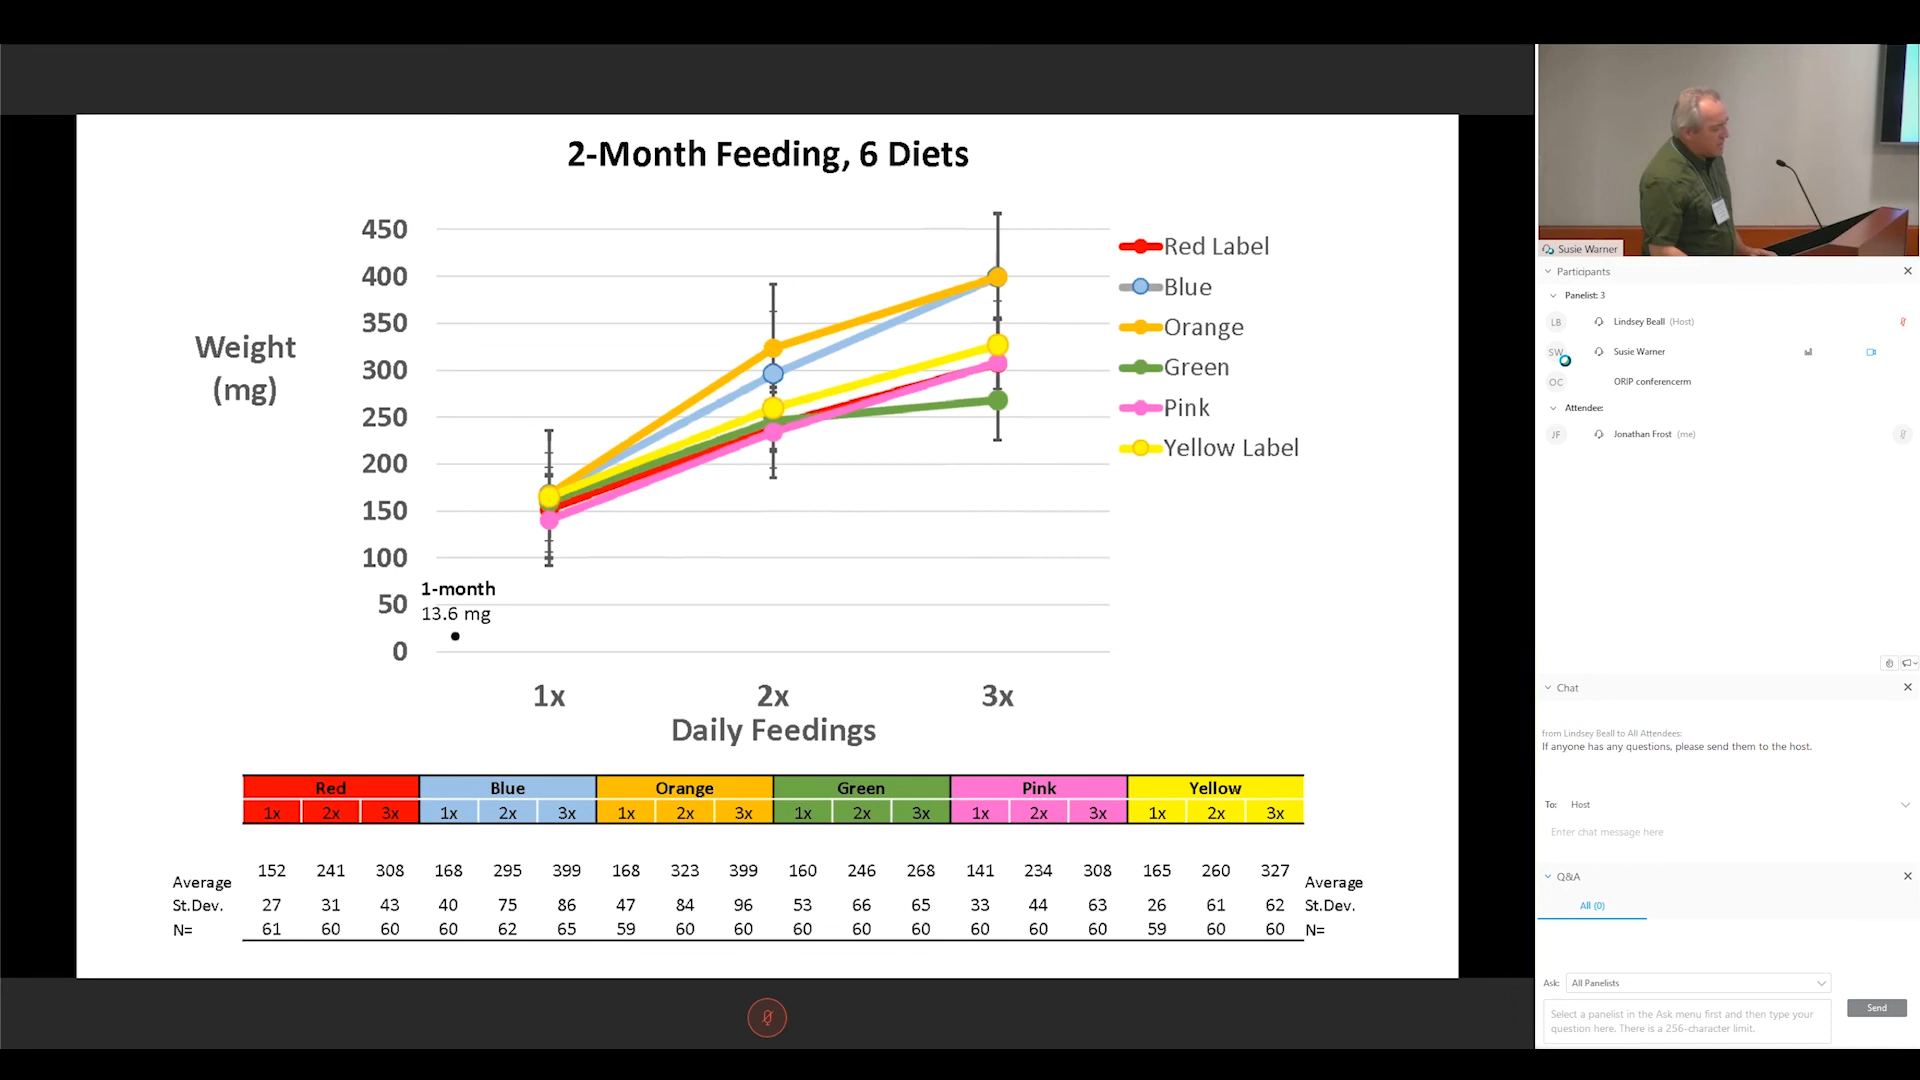 2-Month Feeding, 6 Diets
450
400
350
300
250
200
150
100
50
0
Weight
(mg)
1-month
13.6 mg
1x 2x 3x
Daily Feedings
Red Label
Blue
Orange
Green
Pink
Yellow Label
Red Blue Orange Green Pink Yellow
1x 2x 3x 1x 2x 3x 1x 2x 3x 1x 2x 3x 1x 2x 3x 1x 2x 3x
Average 152 241 308 168 295 399 168 323 399 160 246 268 141 234 308 165 260 327 Average
St.Dev. 27 31 43 40 75 86 47 84 96 53 66 65 33 44 63 26 61 62 St.Dev.
N= 61 60 60 60 62 65 59 60 60 60 60 60 60 60 60 59 60 60 N=
Susie Warner
Participants
Panelist: 3
LB Lindsey Beall (Host)
SW Susie Warner
OC ORIP conferencerm
Attendee:
JF Jonathan Frost (me)
Chat
from Lindsey Beall to All Attendees:
If anyone has any questions, please send them to the host.
To: Host
Enter chat message here
Q&A
All (0)
Ask: All Panelists
Select a panelist in the Ask menu first and then type your
question here. There is a 256-character limit.
Send